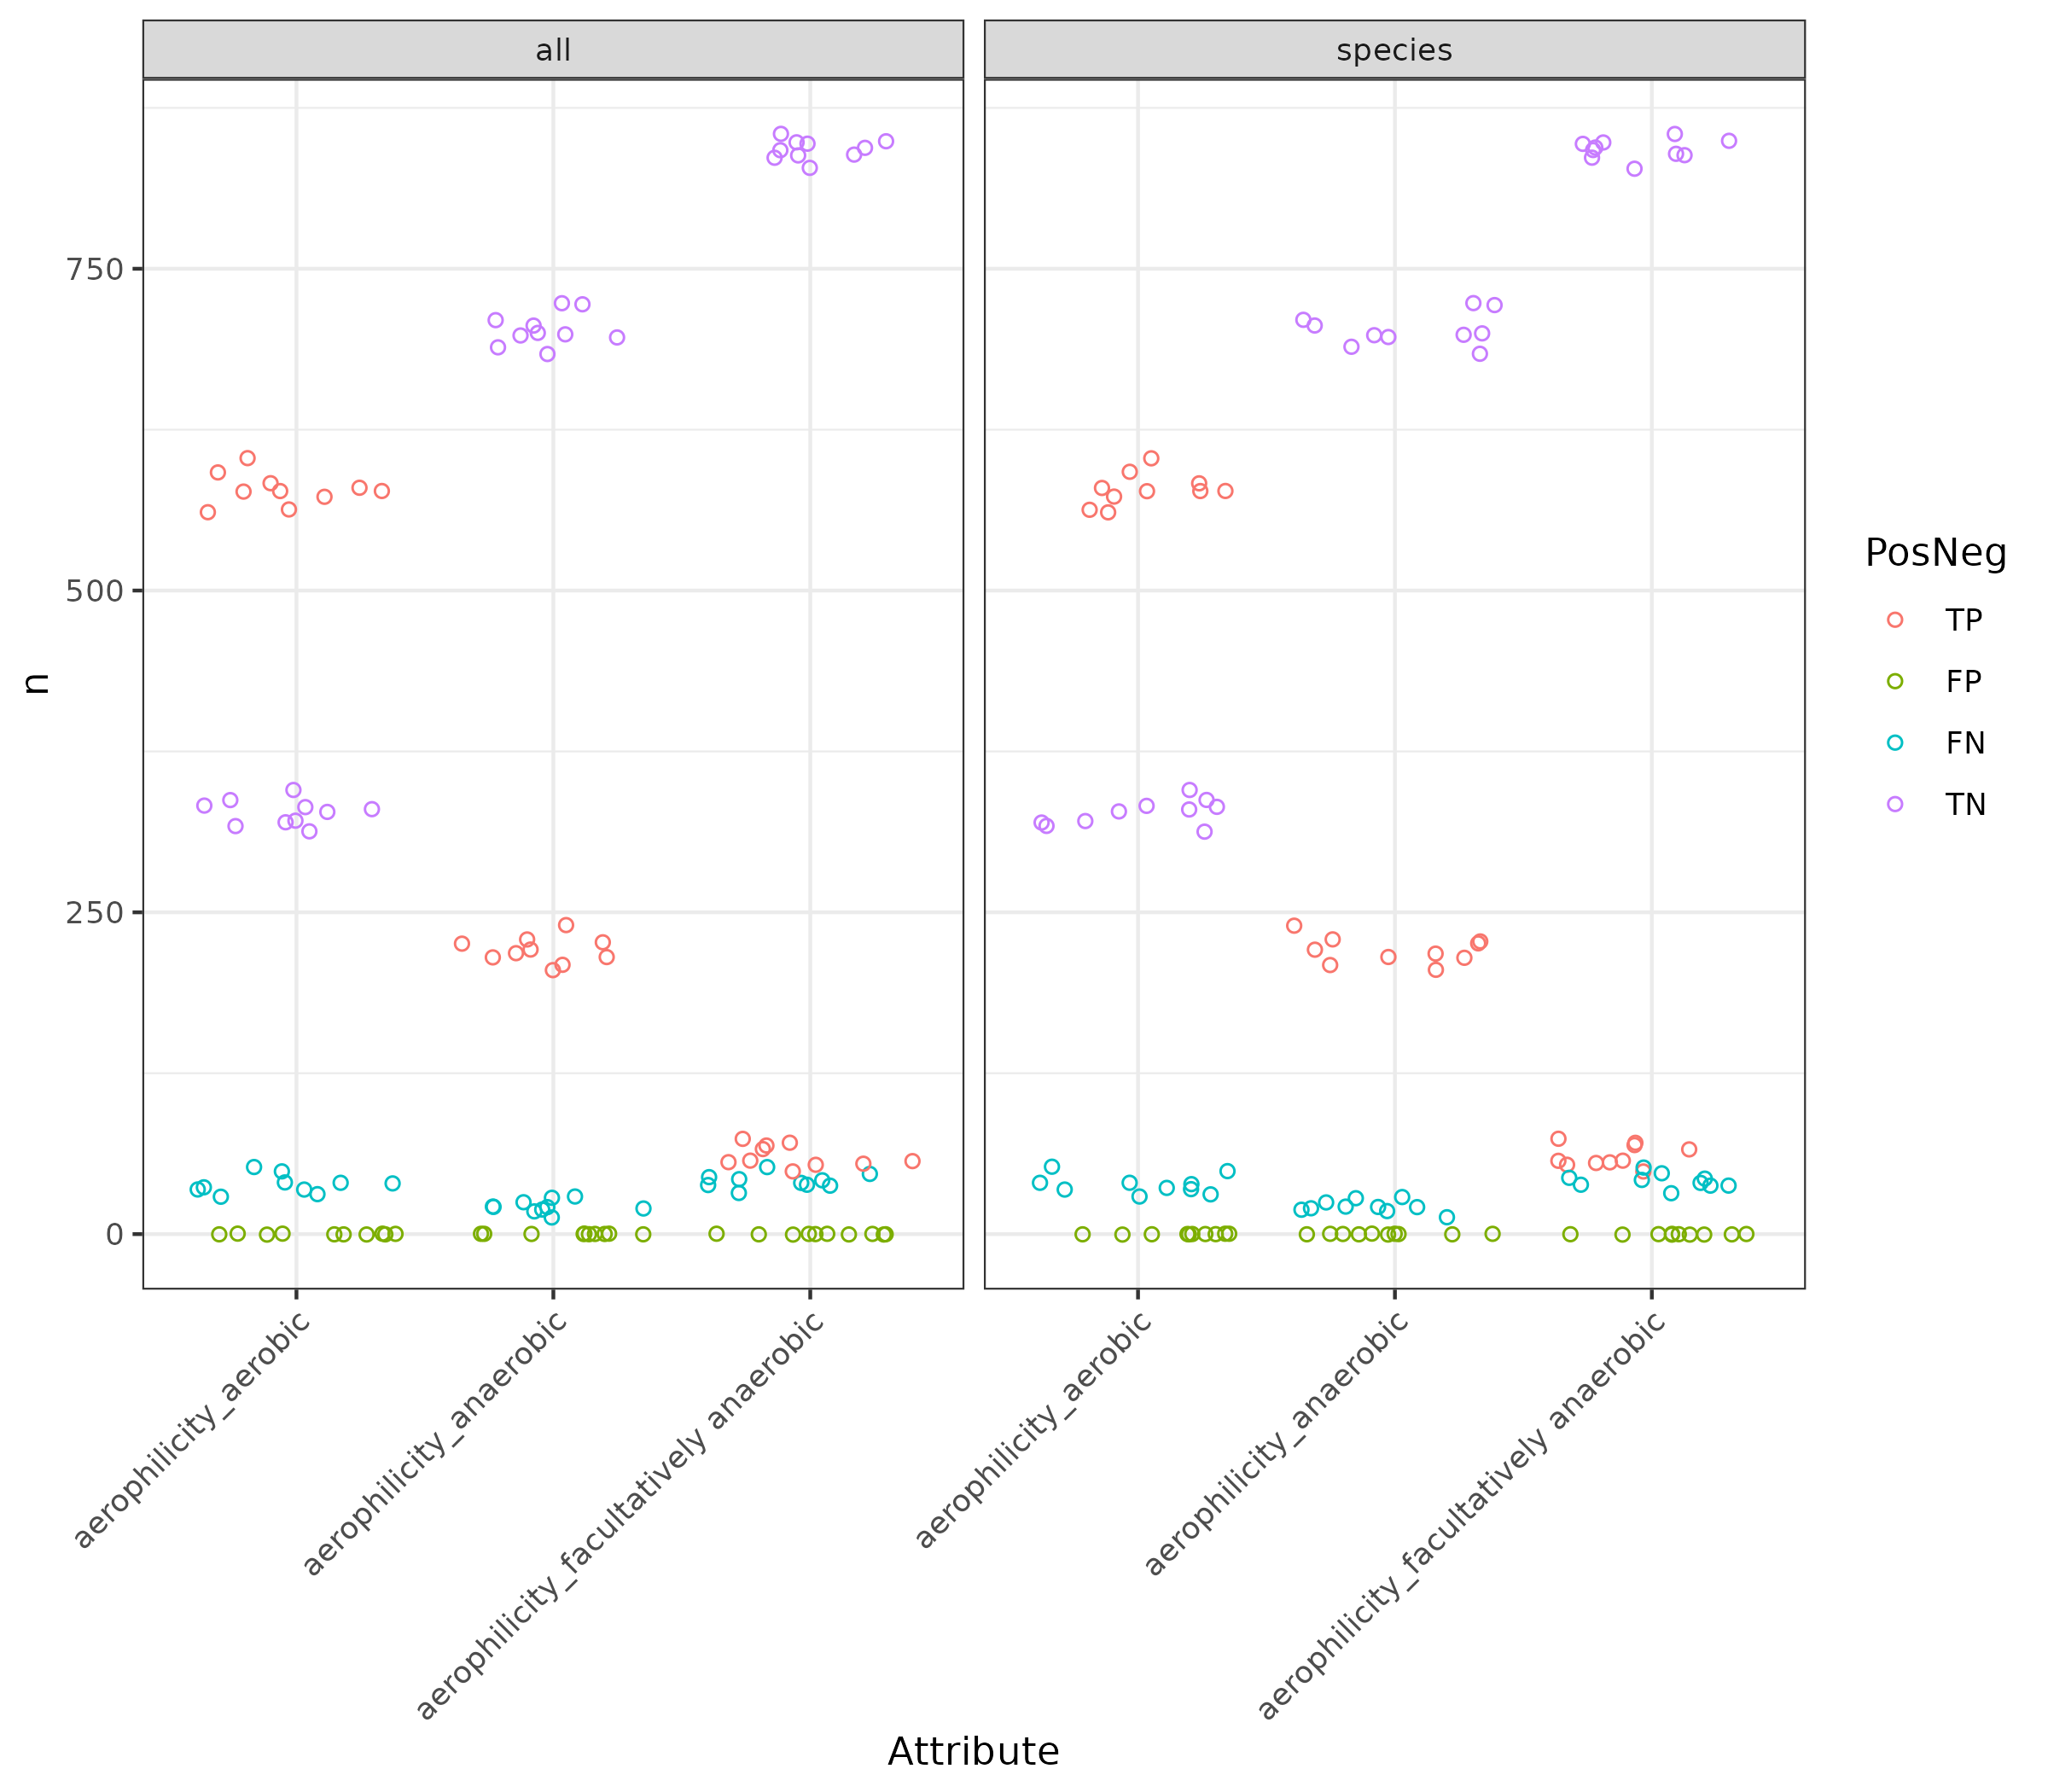 all
species
750
500
250
0
n
aerophilicity_aerobic
aerophilicity_anaerobic
aerophilicity_facultatively anaerobic
aerophilicity_aerobic
aerophilicity_anaerobic
aerophilicity_facultatively anaerobic
Attribute
PosNeg
TP
FP
FN
TN